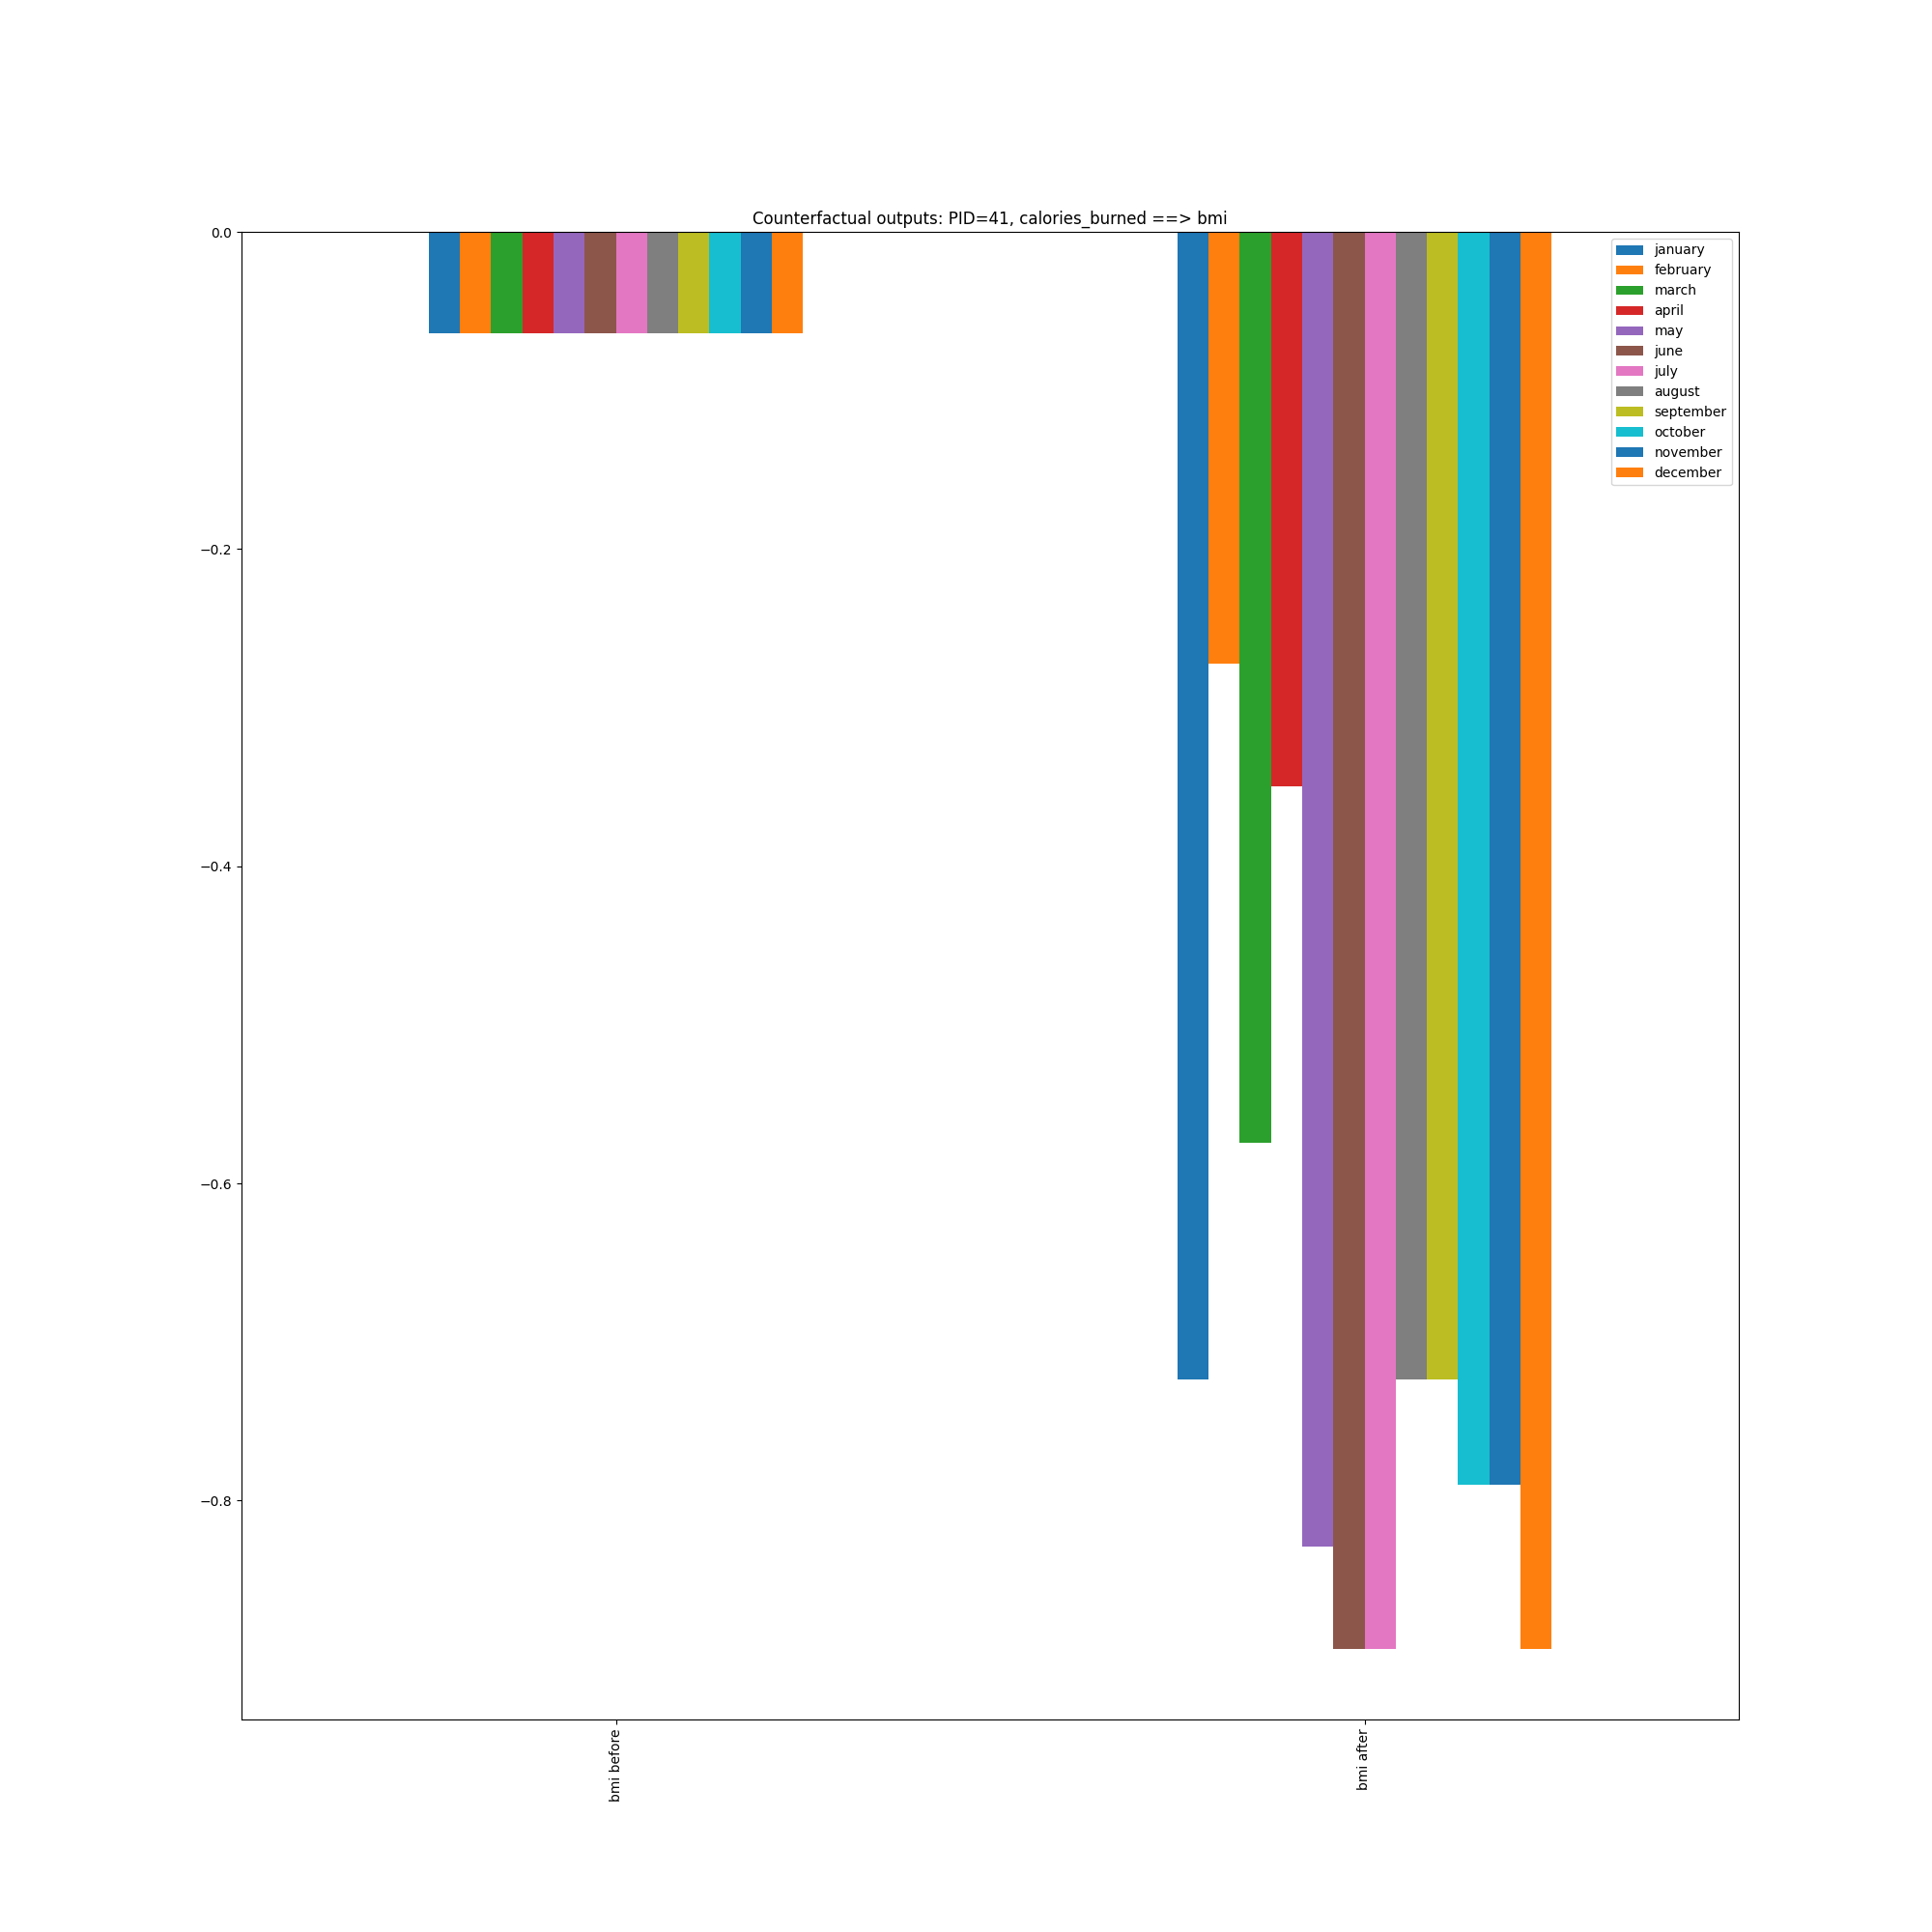 Counterfactual outputs: PID=41, calories_burned ==> bmi
0.0
−0.2
−0.4
−0.6
−0.8
january
february
march
april
may
june
july
august
september
october
november
december
bmi before
bmi after